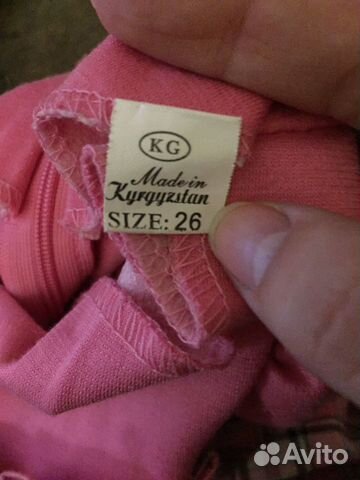 KG
Made in
Kyrgyzstan
SIZE: 26
Avito